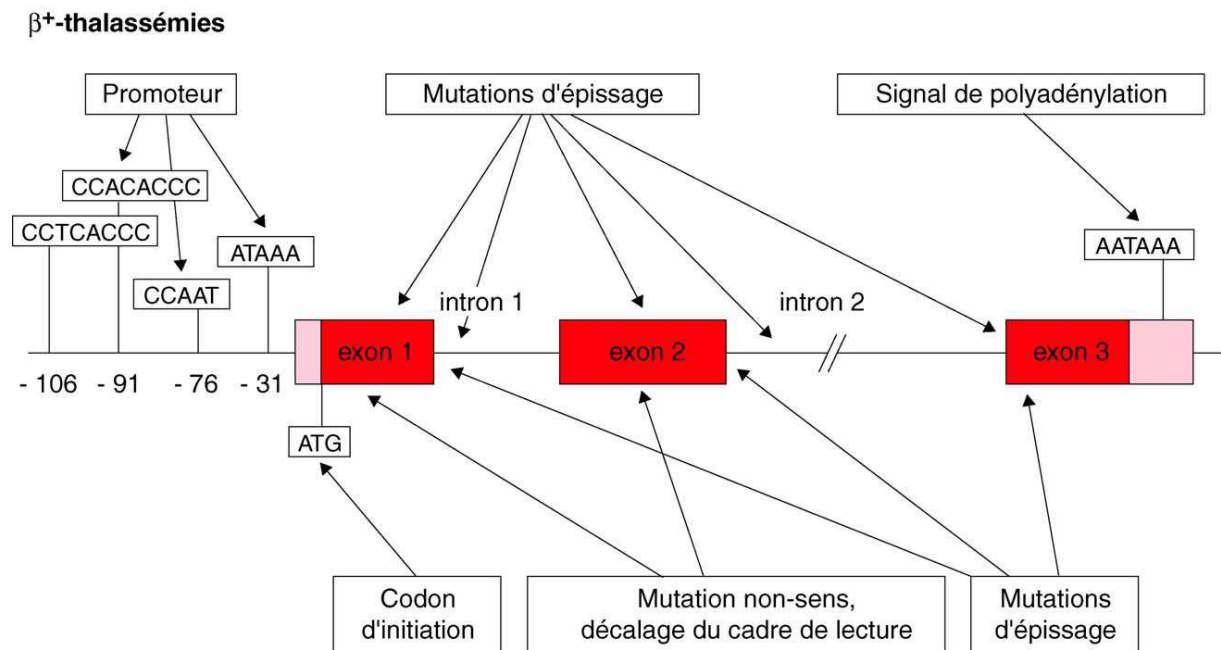 β+-thalassémies
Promoteur
Mutations d'épissage
Signal de polyadénylation
CCACACCC
CCTCACCC
ATAAA
AATAAA
CCAAT
intron 1
intron 2
exon 1
exon 2
exon 3
- 106
- 91
- 76
- 31
ATG
Codon
d'initiation
Mutation non-sens,
décalage du cadre de lecture
Mutations
d'épissage